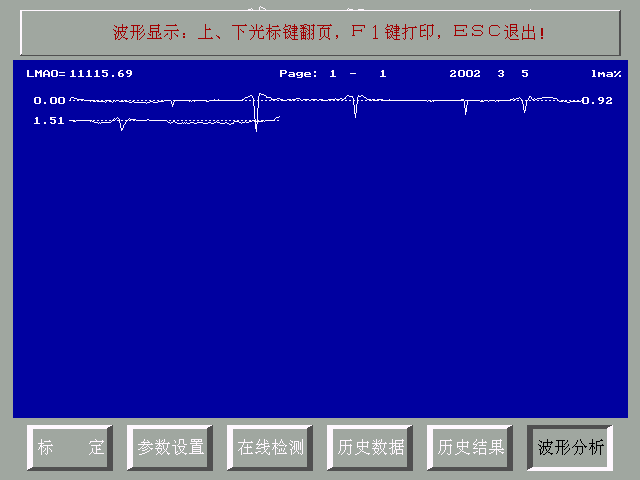 波形显示：上、下光标键翻页，F1键打印，ESC退出！
LMAO=11115.69 Page: 1 - 1 2002 3 5 lma%
0.00 0.92
1.51
标 定 参数设置 在线检测 历史数据 历史结果 波形分析